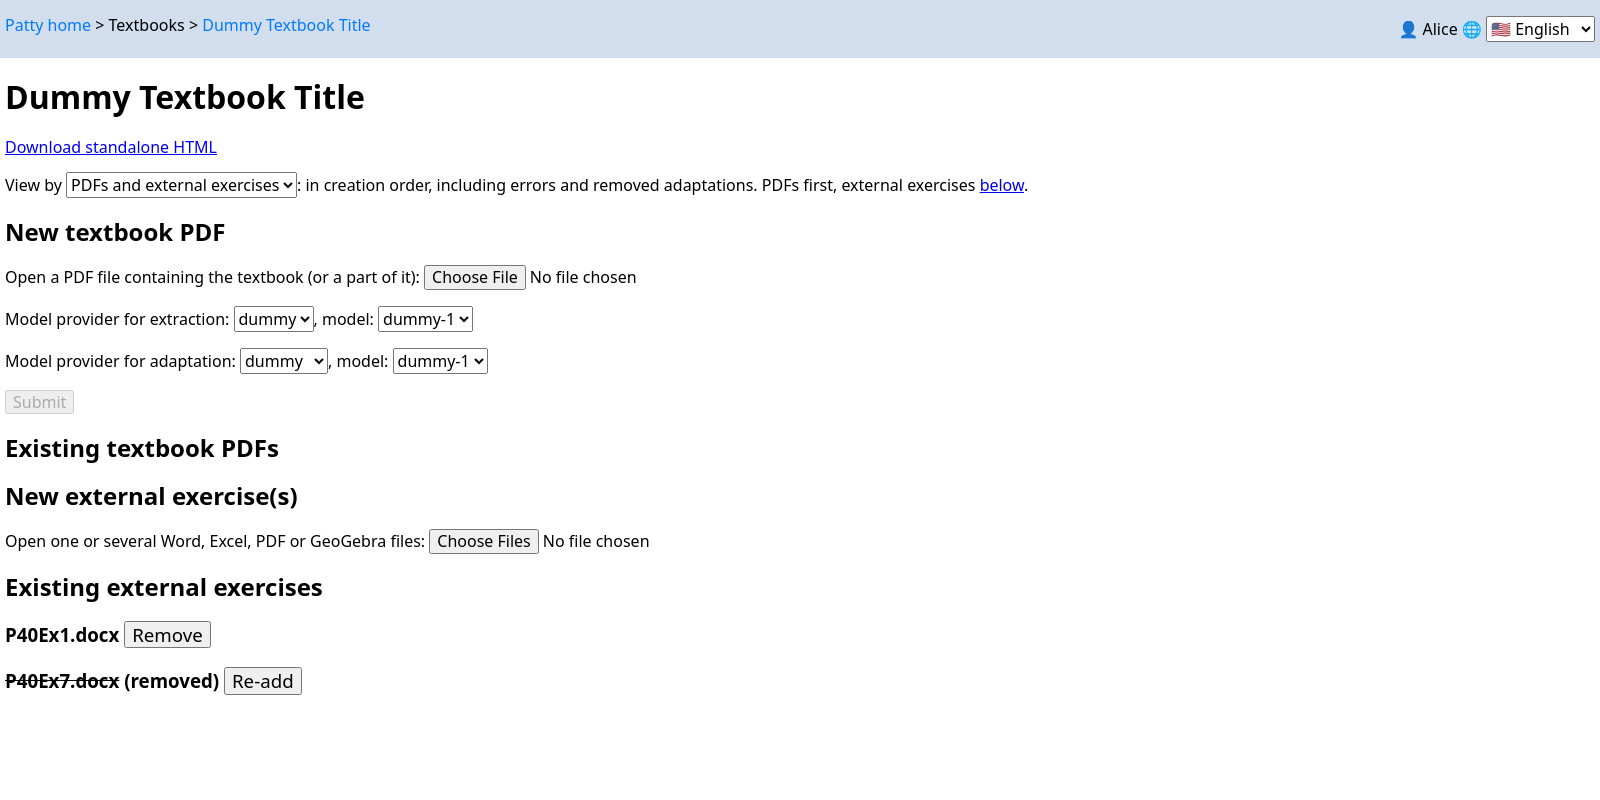 Patty home > Textbooks > Dummy Textbook Title
👤 Alice 🌐 🇺🇸 English
Dummy Textbook Title
Download standalone HTML
View by PDFs and external exercises: in creation order, including errors and removed adaptations. PDFs first, external exercises below.
New textbook PDF
Open a PDF file containing the textbook (or a part of it): Choose File No file chosen
Model provider for extraction: dummy, model: dummy-1
Model provider for adaptation: dummy, model: dummy-1
Submit
Existing textbook PDFs
New external exercise(s)
Open one or several Word, Excel, PDF or GeoGebra files: Choose Files No file chosen
Existing external exercises
P40Ex1.docx Remove
P40Ex7.docx (removed) Re-add